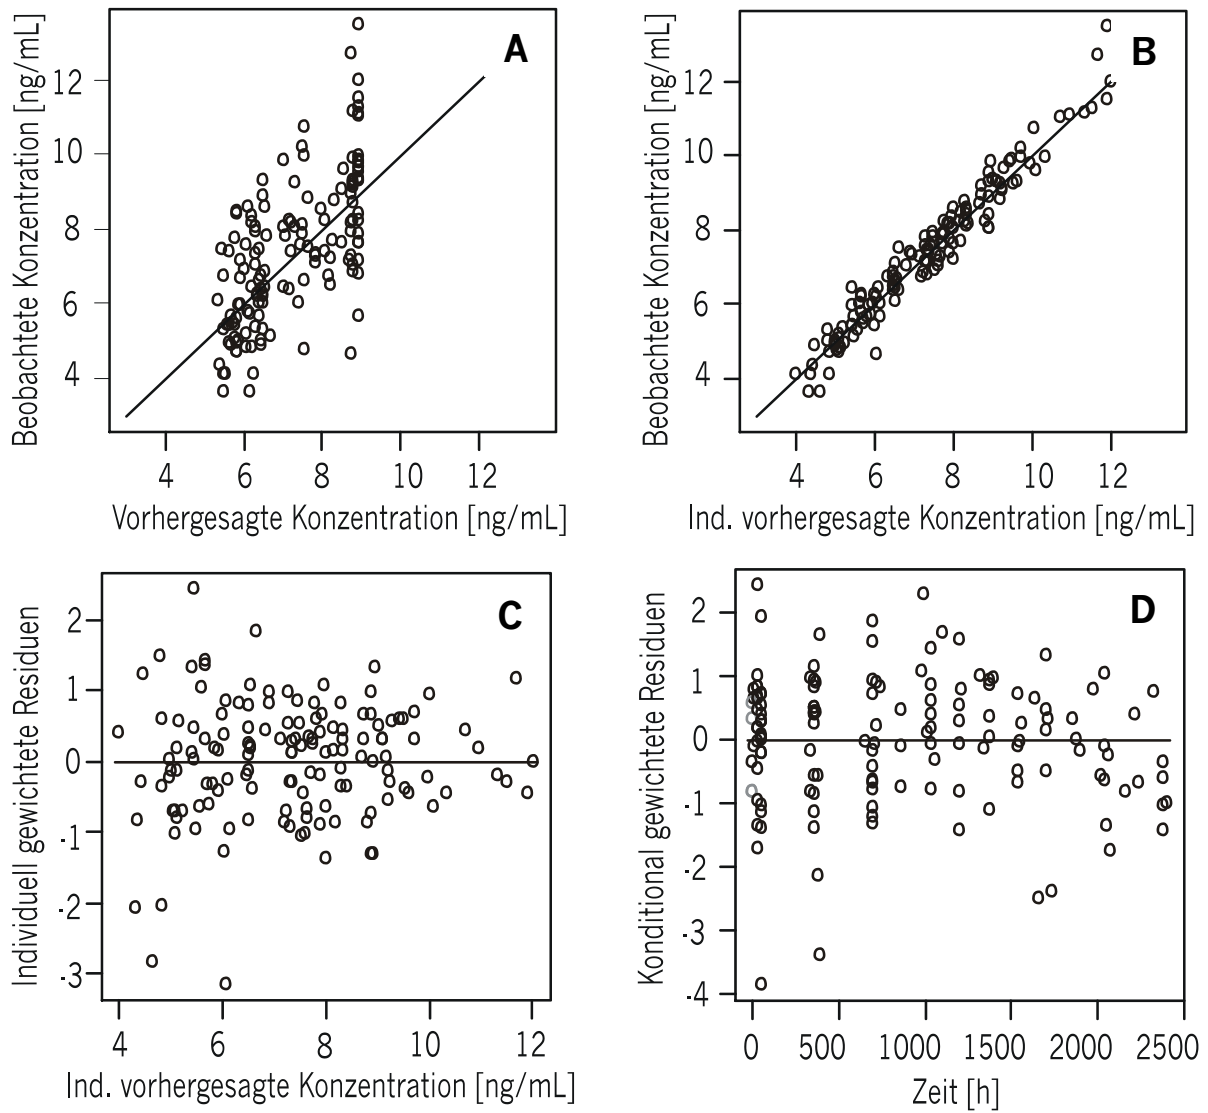 A
Beobachtete Konzentration [ng/mL]
12
10
8
6
4
4 6 8 10 12
Vorhergesagte Konzentration [ng/mL]
B
Beobachtete Konzentration [ng/mL]
12
10
8
6
4
4 6 8 10 12
Ind. vorhergesagte Konzentration [ng/mL]
C
Individuell gewichtete Residuen
2
1
0
-1
-2
-3
4 6 8 10 12
Ind. vorhergesagte Konzentration [ng/mL]
D
Konditional gewichtete Residuen
2
1
0
-1
-2
-3
-4
0 500 1000 1500 2000 2500
Zeit [h]